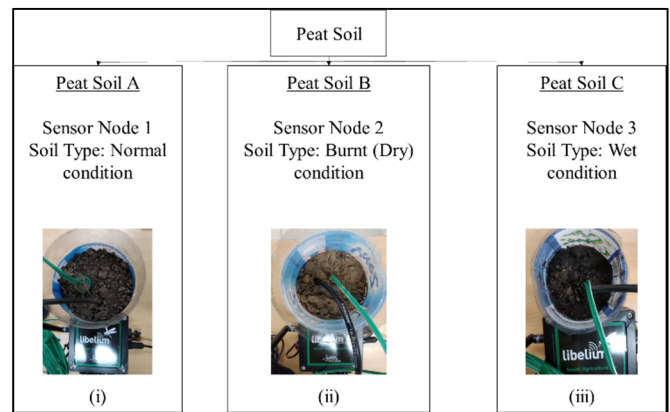 Peat Soil
Peat Soil A
Sensor Node 1
Soil Type: Normal
condition
libelium
(i)
Peat Soil B
Sensor Node 2
Soil Type: Burnt (Dry)
condition
libelium
(ii)
Peat Soil C
Sensor Node 3
Soil Type: Wet
condition
libelium
(iii)